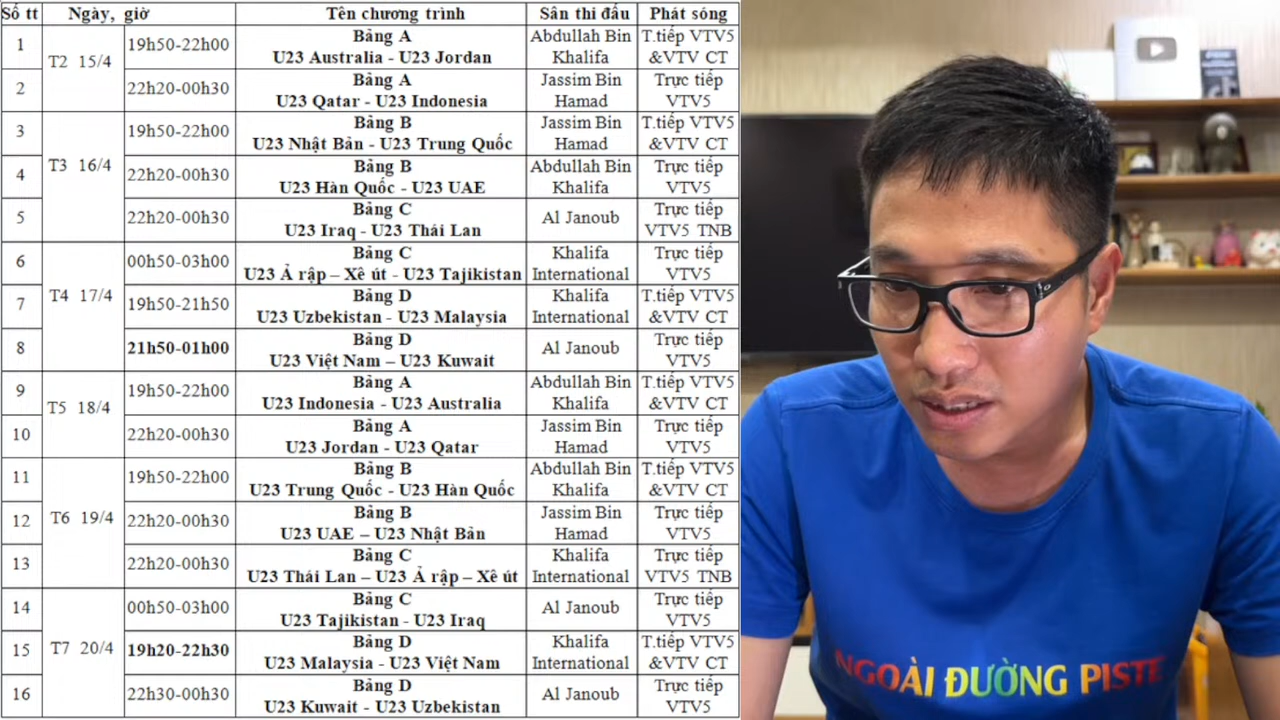 Số tt Ngày, giờ Tên chương trình Sân thi đấu Phát sóng
1 T2 15/4 19h50-22h00 Bảng A Abdullah Bin T.tiếp VTV5
U23 Australia - U23 Jordan Khalifa &VTV CT
2 22h20-00h30 Bảng A Jassim Bin Trực tiếp
U23 Qatar - U23 Indonesia Hamad VTV5
3 T3 16/4 19h50-22h00 Bảng B Jassim Bin T.tiếp VTV5
U23 Nhật Bản - U23 Trung Quốc Hamad &VTV CT
4 22h20-00h30 Bảng B Abdullah Bin Trực tiếp
U23 Hàn Quốc - U23 UAE Khalifa VTV5
5 22h20-00h30 Bảng C Al Janoub Trực tiếp
U23 Iraq - U23 Thái Lan VTV5 TNB
6 T4 17/4 00h50-03h00 Bảng C Khalifa Trực tiếp
U23 Ả rập – Xê út - U23 Tajikistan International VTV5
7 19h50-21h50 Bảng D Khalifa T.tiếp VTV5
U23 Uzbekistan - U23 Malaysia International &VTV CT
8 21h50-01h00 Bảng D Al Janoub Trực tiếp
U23 Việt Nam – U23 Kuwait VTV5
9 T5 18/4 19h50-22h00 Bảng A Abdullah Bin T.tiếp VTV5
U23 Indonesia - U23 Australia Khalifa &VTV CT
10 22h20-00h30 Bảng A Jassim Bin Trực tiếp
U23 Jordan - U23 Qatar Hamad VTV5
11 T6 19/4 19h50-22h00 Bảng B Abdullah Bin T.tiếp VTV5
U23 Trung Quốc - U23 Hàn Quốc Khalifa &VTV CT
12 22h20-00h30 Bảng B Jassim Bin Trực tiếp
U23 UAE – U23 Nhật Bản Hamad VTV5
13 22h20-00h30 Bảng C Khalifa Trực tiếp
U23 Thái Lan – U23 Ả rập – Xê út International VTV5 TNB
14 T7 20/4 00h50-03h00 Bảng C Al Janoub Trực tiếp
U23 Tajikistan - U23 Iraq VTV5
15 19h20-22h30 Bảng D Khalifa T.tiếp VTV5
U23 Malaysia - U23 Việt Nam International &VTV CT
16 22h30-00h30 Bảng D Al Janoub Trực tiếp
U23 Kuwait - U23 Uzbekistan VTV5
NGOÀI ĐƯỜNG PISTE